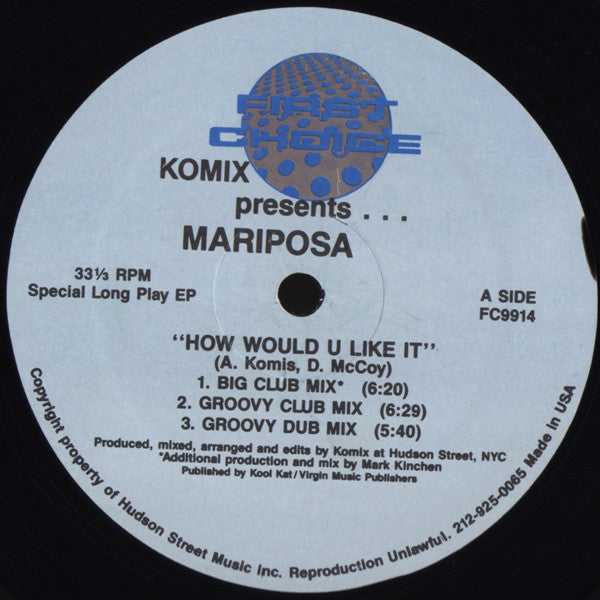 FIRST
CHOICE
KOMIX
presents . . .
MARIPOSA
33⅓ RPM
Special Long Play EP
A SIDE
FC9914
"HOW WOULD U LIKE IT"
(A. Komis, D. McCoy)
1. BIG CLUB MIX* (6:20)
2. GROOVY CLUB MIX (6:29)
3. GROOVY DUB MIX (5:40)
Produced, mixed, arranged and edits by Komix at Hudson Street, NYC
*Additional production and mix by Mark Kinchen
Published by Kool Kat/Virgin Music Publishers
Copyright property of Hudson Street Music Inc. Reproduction Unlawful. 212-925-0065 Made in USA